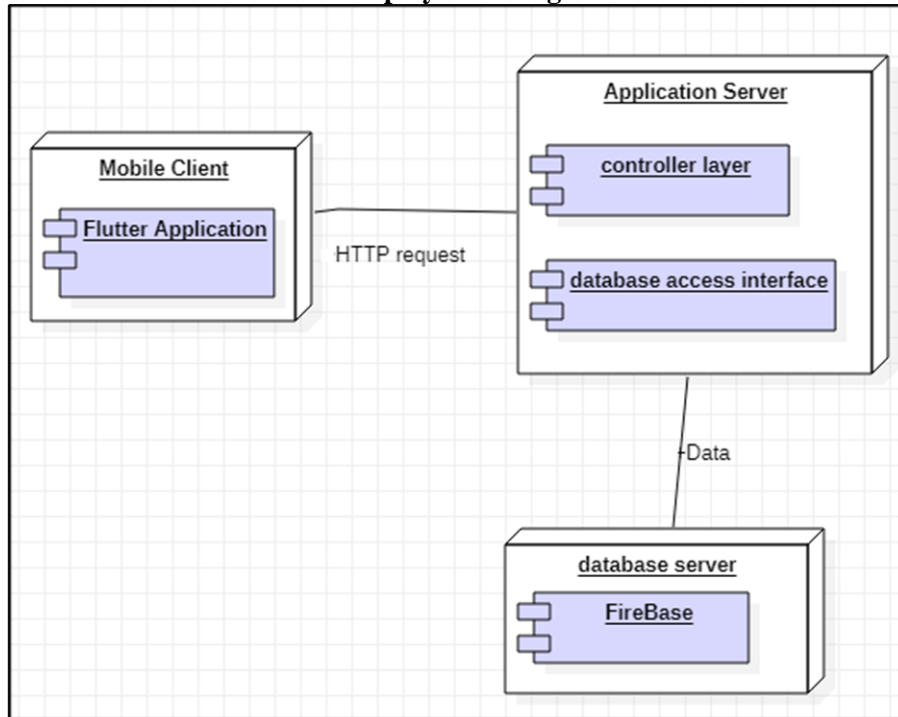 Mobile Client
Flutter Application
HTTP request
Application Server
controller layer
database access interface
Data
database server
FireBase